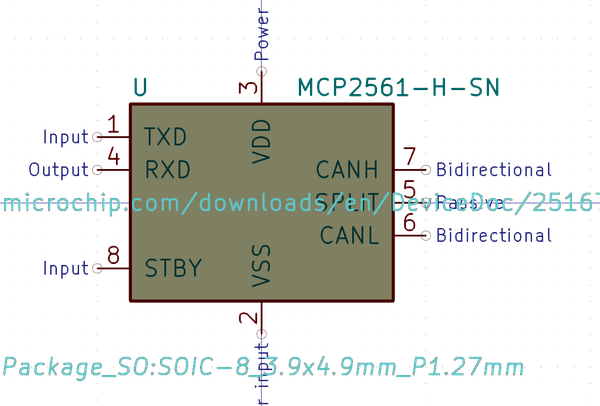 Power
3
U
MCP2561-H-SN
VDD
Input 1 TXD
Output 4 RXD
CANH 7 Bidirectional
microchip.com/downloads/en/DeviceDoc/25167
SPLIT 5 Passive
CANL 6 Bidirectional
Input 8 STBY
VSS
2
r input
Package_SO:SOIC-8_3.9x4.9mm_P1.27mm